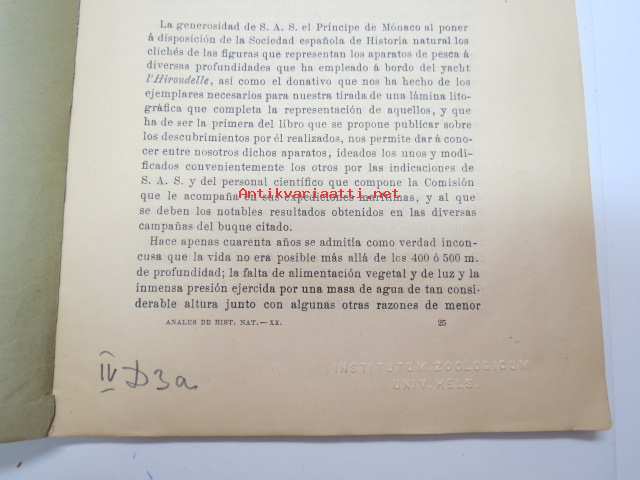 La generosidad de S. A. S. el Príncipe de Mónaco al poner
á disposición de la Sociedad española de Historia natural los
clichés de las figuras que representan los aparatos de pesca á
diversas profundidades que ha empleado á bordo del yacht
l'Hirondelle, así como el donativo que nos ha hecho de los
ejemplares necesarios para nuestra tirada de una lámina lito-
gráfica que completa la representación de aquellos, y que
ha de ser la primera del libro que se propone publicar sobre
los descubrimientos por él realizados, nos permite dar á cono-
cer entre nosotros dichos aparatos, ideados los unos y modi-
ficados convenientemente los otros por las indicaciones de
S. A. S. y del personal científico que compone la Comisión
que le acompaña en sus expediciones marítimas, y al que
Antikvariaatti.net
se deben los notables resultados obtenidos en las diversas
campañas del buque citado.
Hace apenas cuarenta años se admitía como verdad incon-
cusa que la vida no era posible más allá de los 400 ó 500 m.
de profundidad; la falta de alimentación vegetal y de luz y la
inmensa presión ejercida por una masa de agua de tan consi-
derable altura junto con algunas otras razones de menor
ANALES DE HIST. NAT.—XX. 25
IV D3a
INSTITUTUM ZOOLOGICUM
UNIV. HELS.